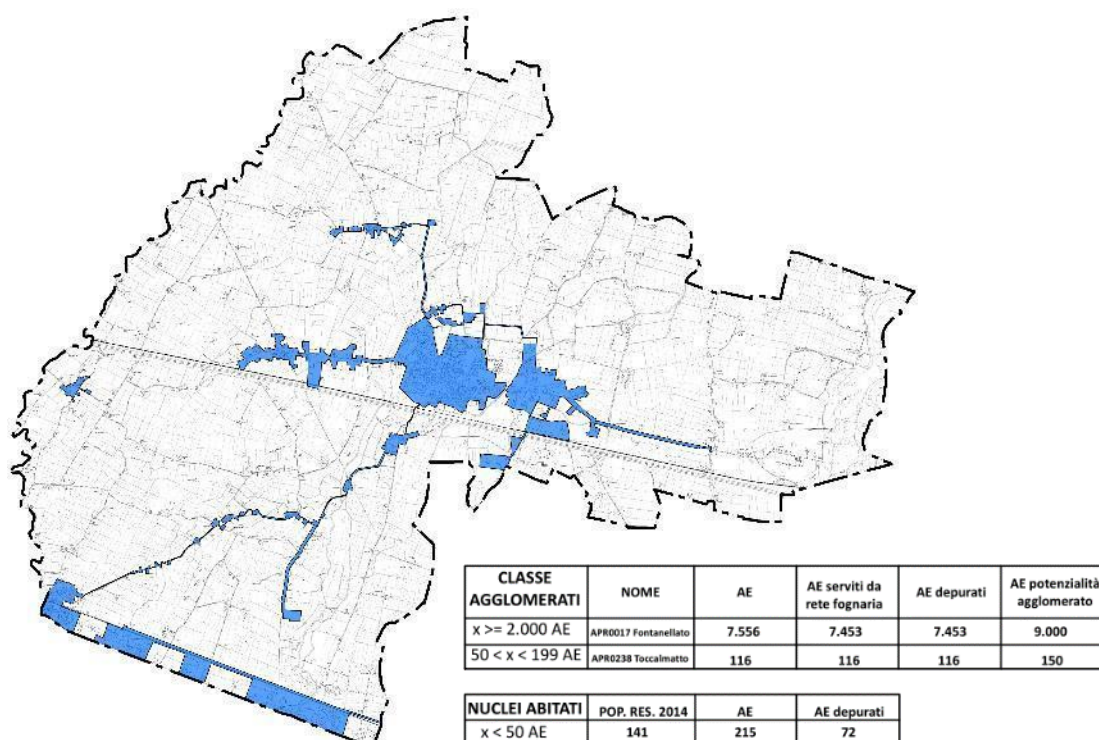 CLASSE AGGLOMERATI NOME AE AE serviti da rete fognaria AE depurati AE potenzialità agglomerato
x >= 2.000 AE APR0017 Fontanellato 7.556 7.453 7.453 9.000
50 < x < 199 AE APR0238 Toccalmatto 116 116 116 150
NUCLEI ABITATI POP. RES. 2014 AE AE depurati
x < 50 AE 141 215 72